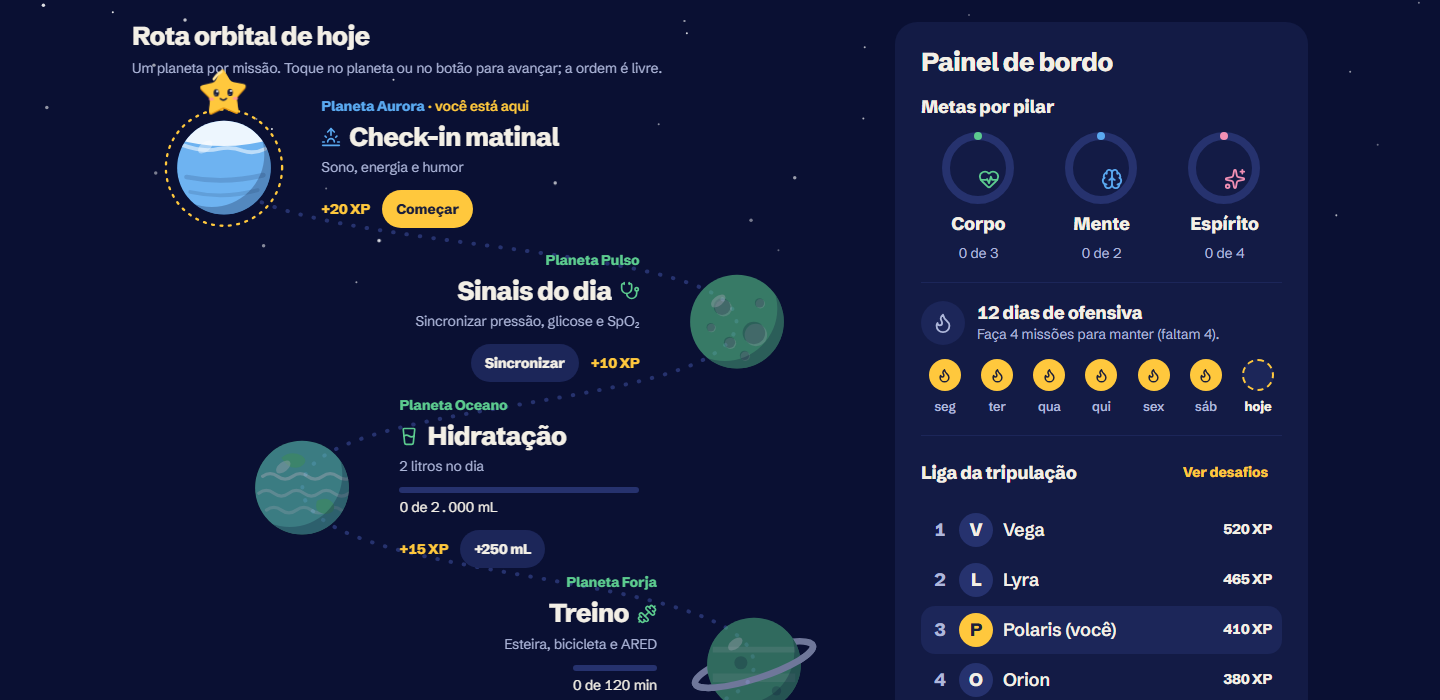 Rota orbital de hoje
Um planeta por missão. Toque no planeta ou no botão para avançar; a ordem é livre.
Planeta Aurora · você está aqui
Check-in matinal
Sono, energia e humor
+20 XP Começar
Planeta Pulso
Sinais do dia
Sincronizar pressão, glicose e SpO₂
Sincronizar +10 XP
Planeta Oceano
Hidratação
2 litros no dia
0 de 2.000 mL
+15 XP +250 mL
Planeta Forja
Treino
Esteira, bicicleta e ARED
0 de 120 min
Painel de bordo
Metas por pilar
Corpo Mente Espírito
0 de 3 0 de 2 0 de 4
12 dias de ofensiva
Faça 4 missões para manter (faltam 4).
seg ter qua qui sex sáb hoje
Liga da tripulação Ver desafios
1 V Vega 520 XP
2 L Lyra 465 XP
3 P Polaris (você) 410 XP
4 O Orion 380 XP